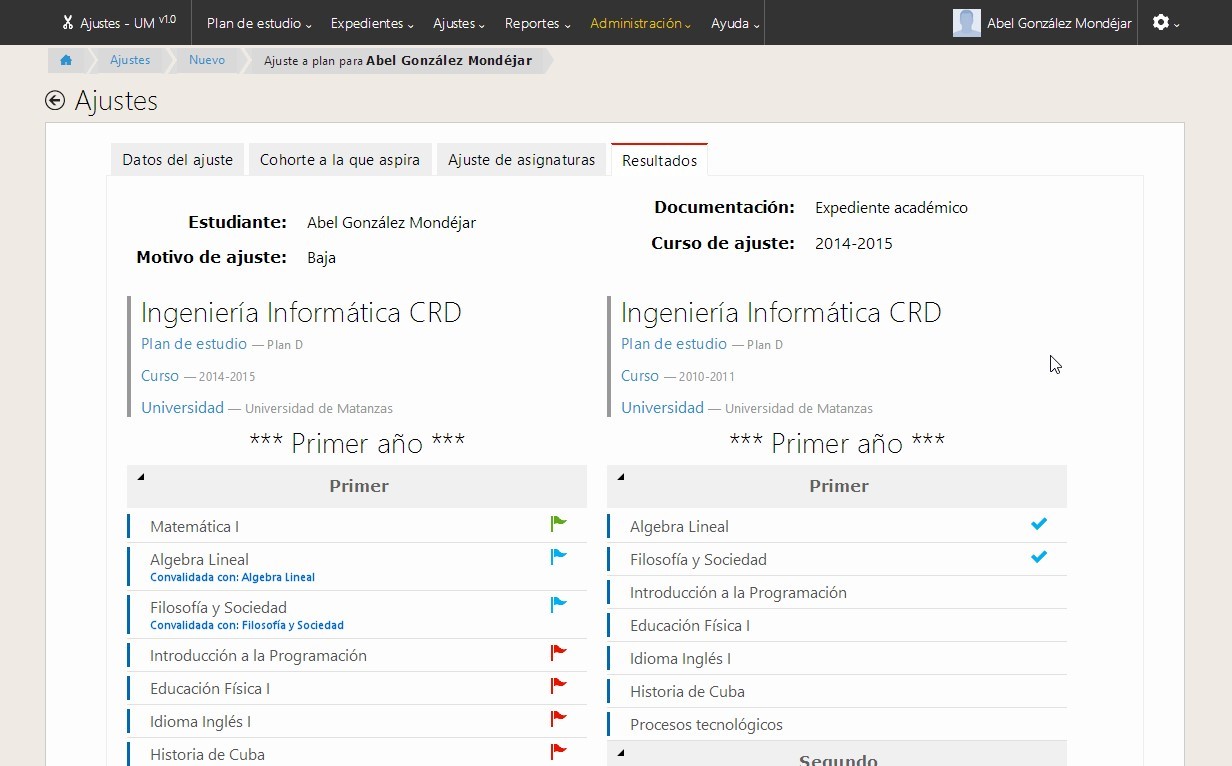 Ajustes - UM v1.0 Plan de estudio Expedientes Ajustes Reportes Administración Ayuda Abel González Mondéjar
Ajustes Nuevo Ajuste a plan para Abel González Mondéjar
Ajustes
Datos del ajuste Cohorte a la que aspira Ajuste de asignaturas Resultados
Estudiante: Abel González Mondéjar
Motivo de ajuste: Baja
Documentación: Expediente académico
Curso de ajuste: 2014-2015
Ingeniería Informática CRD
Plan de estudio — Plan D
Curso — 2014-2015
Universidad — Universidad de Matanzas
*** Primer año ***
Primer
Matemática I
Algebra Lineal
Convalidada con: Algebra Lineal
Filosofía y Sociedad
Convalidada con: Filosofía y Sociedad
Introducción a la Programación
Educación Física I
Idioma Inglés I
Historia de Cuba
Ingeniería Informática CRD
Plan de estudio — Plan D
Curso — 2010-2011
Universidad — Universidad de Matanzas
*** Primer año ***
Primer
Algebra Lineal
Filosofía y Sociedad
Introducción a la Programación
Educación Física I
Idioma Inglés I
Historia de Cuba
Procesos tecnológicos
Segundo